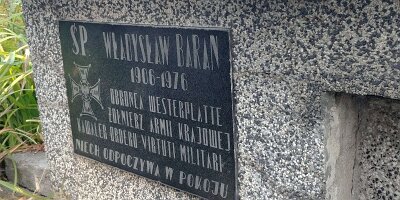 ŚP. WŁADYSŁAW BARAN
1906-1976
OBROŃCA WESTERPLATTE
ŻOŁNIERZ ARMII KRAJOWEJ
KAWALER ORDERU VIRTUTI MILITARI
NIECH ODPOCZYWA W POKOJU